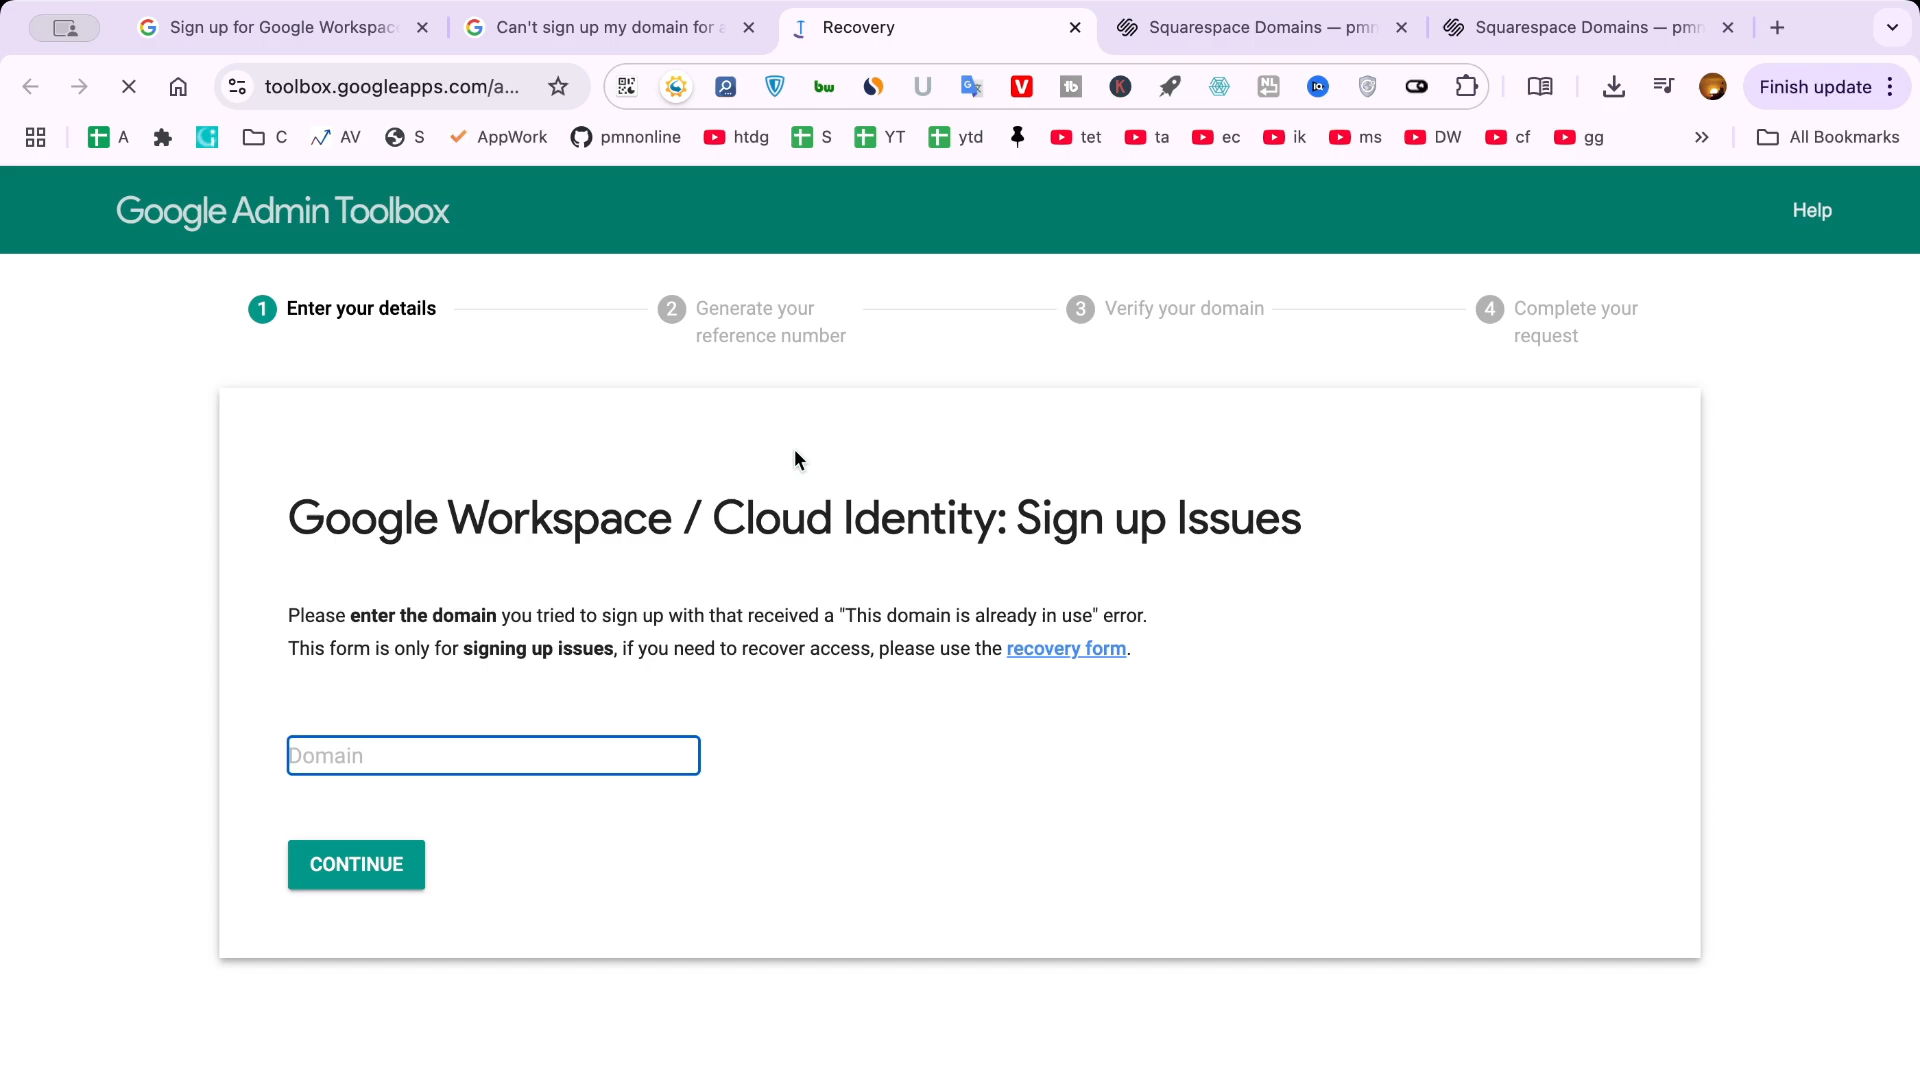 Sign up for Google Workspac
Can't sign up my domain for a
Recovery
Squarespace Domains — pmn
Squarespace Domains — pmn
toolbox.googleapps.com/a...
bw
U
V
tb
K
NL
IQ
Finish update
A
C
AV
S
AppWork
pmnonline
htdg
S
YT
ytd
tet
ta
ec
ik
ms
DW
cf
gg
All Bookmarks
Google Admin Toolbox
Help
1 Enter your details
2 Generate your
reference number
3 Verify your domain
4 Complete your
request
Google Workspace / Cloud Identity: Sign up Issues
Please enter the domain you tried to sign up with that received a "This domain is already in use" error.
This form is only for signing up issues, if you need to recover access, please use the recovery form.
Domain
CONTINUE